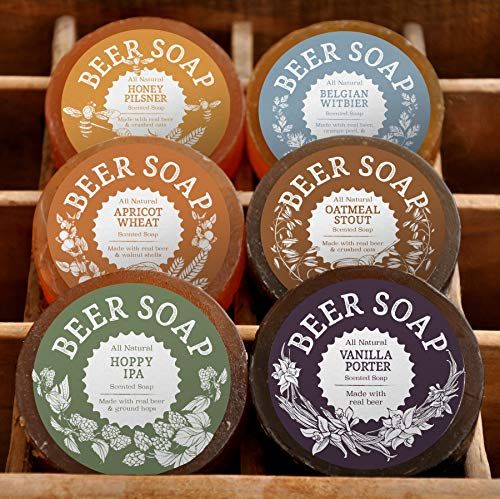 BEER SOAP
All Natural
HONEY
PILSNER
Scented Soap
Made with real beer
& crushed oats
BEER SOAP
All Natural
BELGIAN
WITBIER
Scented Soap
Made with real beer,
orange peel, &
BEER SOAP
All Natural
APRICOT
WHEAT
Scented Soap
Made with real beer
& walnut shells
BEER SOAP
All Natural
OATMEAL
STOUT
Scented Soap
Made with real beer
& crushed oats
BEER SOAP
All Natural
HOPPY
IPA
Scented Soap
Made with real beer
& ground hops
BEER SOAP
All Natural
VANILLA
PORTER
Scented Soap
Made with
real beer